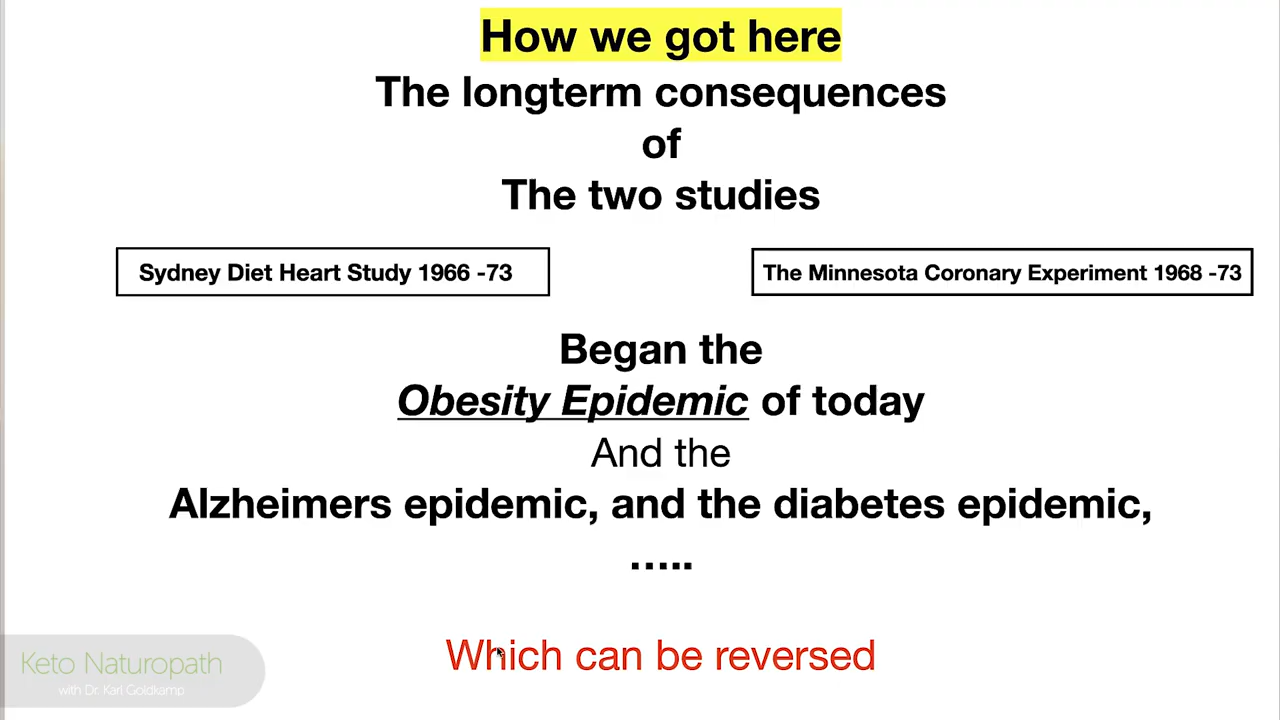 How we got here
The longterm consequences
of
The two studies
Sydney Diet Heart Study 1966 -73
The Minnesota Coronary Experiment 1968 -73
Began the
Obesity Epidemic of today
And the
Alzheimers epidemic, and the diabetes epidemic,
.....
Which can be reversed
Keto Naturopath
with Dr. Karl Goldkamp